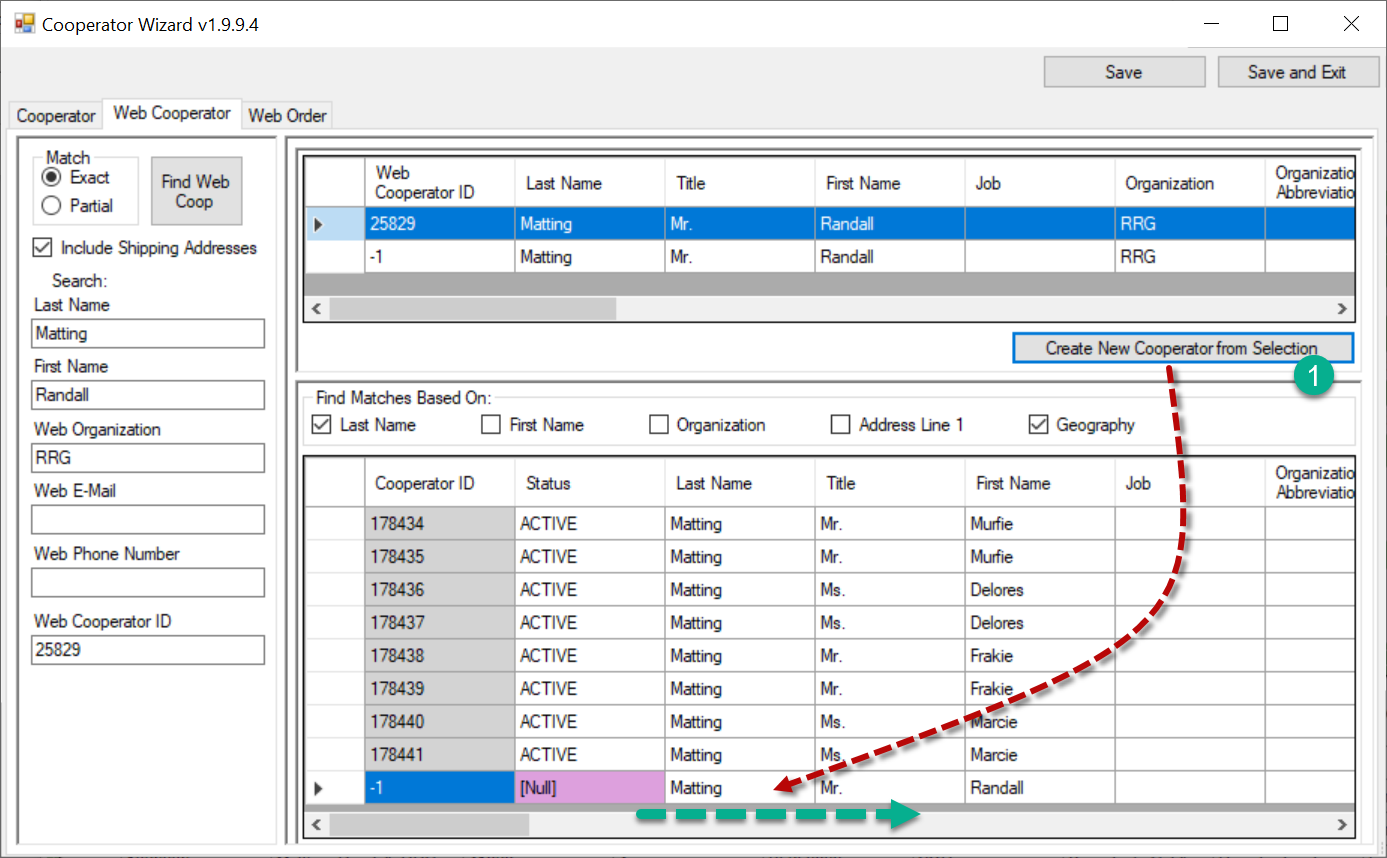 Cooperator Wizard v1.9.9.4
Save
Save and Exit
Cooperator
Web Cooperator
Web Order
Match
Exact
Partial
Find Web
Coop
Include Shipping Addresses
Search:
Last Name
Matting
First Name
Randall
Web Organization
RRG
Web E-Mail
Web Phone Number
Web Cooperator ID
25829
Web
Cooperator ID
Last Name
Title
First Name
Job
Organization
Organizatio
Abbreviatio
25829 Matting Mr. Randall RRG
-1 Matting Mr. Randall RRG
Create New Cooperator from Selection
1
Find Matches Based On:
Last Name
First Name
Organization
Address Line 1
Geography
Cooperator ID
Status
Last Name
Title
First Name
Job
Organizatio
Abbreviatio
178434 ACTIVE Matting Mr. Murfie
178435 ACTIVE Matting Mr. Murfie
178436 ACTIVE Matting Ms. Delores
178437 ACTIVE Matting Ms. Delores
178438 ACTIVE Matting Mr. Frakie
178439 ACTIVE Matting Mr. Frakie
178440 ACTIVE Matting Ms. Marcie
178441 ACTIVE Matting Ms. Marcie
-1 [Null] Matting Mr. Randall